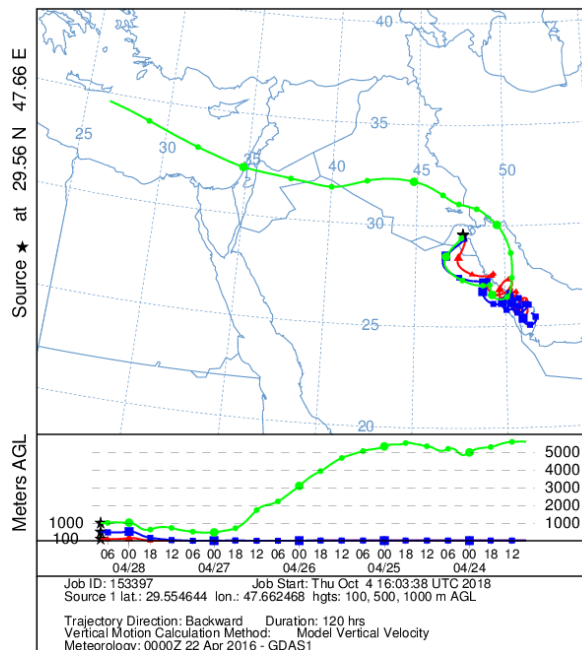 Source ★ at 29.56 N 47.66 E
40
35
30
25
20
25
30
35
40
45
50
Meters AGL
5000
4000
3000
2000
1000
1000
100
06 00 18 12 06 00 18 12 06 00 18 12 06 00 18 12 06 00 18 12
04/28 04/27 04/26 04/25 04/24
Job ID: 153397 Job Start: Thu Oct 4 16:03:38 UTC 2018
Source 1 lat.: 29.554644 lon.: 47.662468 hgts: 100, 500, 1000 m AGL
Trajectory Direction: Backward Duration: 120 hrs
Vertical Motion Calculation Method: Model Vertical Velocity
Meteorology: 0000Z 22 Apr 2016 - GDAS1